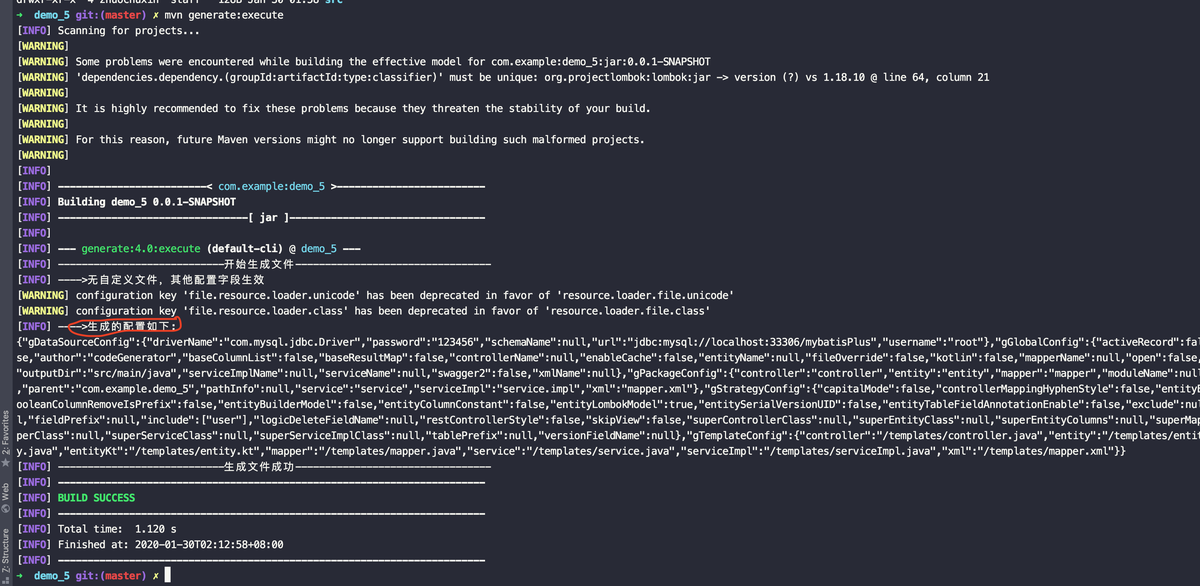 ➜ demo_5 git:(master) ✗ mvn generate:execute
[INFO] Scanning for projects...
[WARNING]
[WARNING] Some problems were encountered while building the effective model for com.example:demo_5:jar:0.0.1-SNAPSHOT
[WARNING] 'dependencies.dependency.(groupId:artifactId:type:classifier)' must be unique: org.projectlombok:lombok:jar -> version (?) vs 1.18.10 @ line 64, column 21
[WARNING]
[WARNING] It is highly recommended to fix these problems because they threaten the stability of your build.
[WARNING]
[WARNING] For this reason, future Maven versions might no longer support building such malformed projects.
[WARNING]
[INFO]
[INFO] -------------------------< com.example:demo_5 >-------------------------
[INFO] Building demo_5 0.0.1-SNAPSHOT
[INFO] --------------------------------[ jar ]---------------------------------
[INFO]
[INFO] --- generate:4.0:execute (default-cli) @ demo_5 ---
[INFO] ----------------------------开始生成文件---------------------------------
[INFO] ---->无自定义文件，其他配置字段生效
[WARNING] configuration key 'file.resource.loader.unicode' has been deprecated in favor of 'resource.loader.file.unicode'
[WARNING] configuration key 'file.resource.loader.class' has been deprecated in favor of 'resource.loader.file.class'
[INFO] ---->生成的配置如下:
{"gDataSourceConfig":{"driverName":"com.mysql.jdbc.Driver","password":"123456","schemaName":null,"url":"jdbc:mysql://localhost:33306/mybatisPlus","username":"root"},"gGlobalConfig":{"activeRecord":fal
se,"author":"codeGenerator","baseColumnList":false,"baseResultMap":false,"controllerName":null,"enableCache":false,"entityName":null,"fileOverride":false,"kotlin":false,"mapperName":null,"open":false,
"outputDir":"src/main/java","serviceImplName":null,"serviceName":null,"swagger2":false,"xmlName":null},"gPackageConfig":{"controller":"controller","entity":"entity","mapper":"mapper","moduleName":null
,"parent":"com.example.demo_5","pathInfo":null,"service":"service","serviceImpl":"service.impl","xml":"mapper.xml"},"gStrategyConfig":{"capitalMode":false,"controllerMappingHyphenStyle":false,"entityB
ooleanColumnRemoveIsPrefix":false,"entityBuilderModel":false,"entityColumnConstant":false,"entityLombokModel":true,"entitySerialVersionUID":false,"entityTableFieldAnnotationEnable":false,"exclude":nul
l,"fieldPrefix":null,"include":["user"],"logicDeleteFieldName":null,"restControllerStyle":false,"skipView":false,"superControllerClass":null,"superEntityClass":null,"superEntityColumns":null,"superMap
perClass":null,"superServiceClass":null,"superServiceImplClass":null,"tablePrefix":null,"versionFieldName":null},"gTemplateConfig":{"controller":"/templates/controller.java","entity":"/templates/entit
y.java","entityKt":"/templates/entity.kt","mapper":"/templates/mapper.java","service":"/templates/service.java","serviceImpl":"/templates/serviceImpl.java","xml":"/templates/mapper.xml"}}
[INFO] ----------------------------生成文件成功---------------------------------
[INFO] ------------------------------------------------------------------------
[INFO] BUILD SUCCESS
[INFO] ------------------------------------------------------------------------
[INFO] Total time:  1.120 s
[INFO] Finished at: 2020-01-30T02:12:58+08:00
[INFO] ------------------------------------------------------------------------
➜ demo_5 git:(master) ✗
2: Favorites
Web
Z: Structure